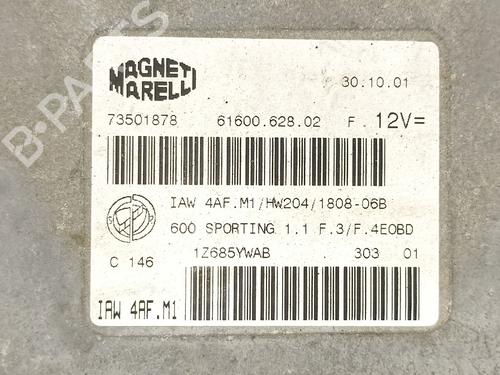 MAGNETI
MARELLI
30.10.01
73501878 61600.628.02 F. 12V=
IAW 4AF.M1/HW204/1808-06B
600 SPORTING 1.1 F.3/F.4EOBD
C 146 1Z685YWAB . 303 01
IAW 4AF.M1
B-PARTS